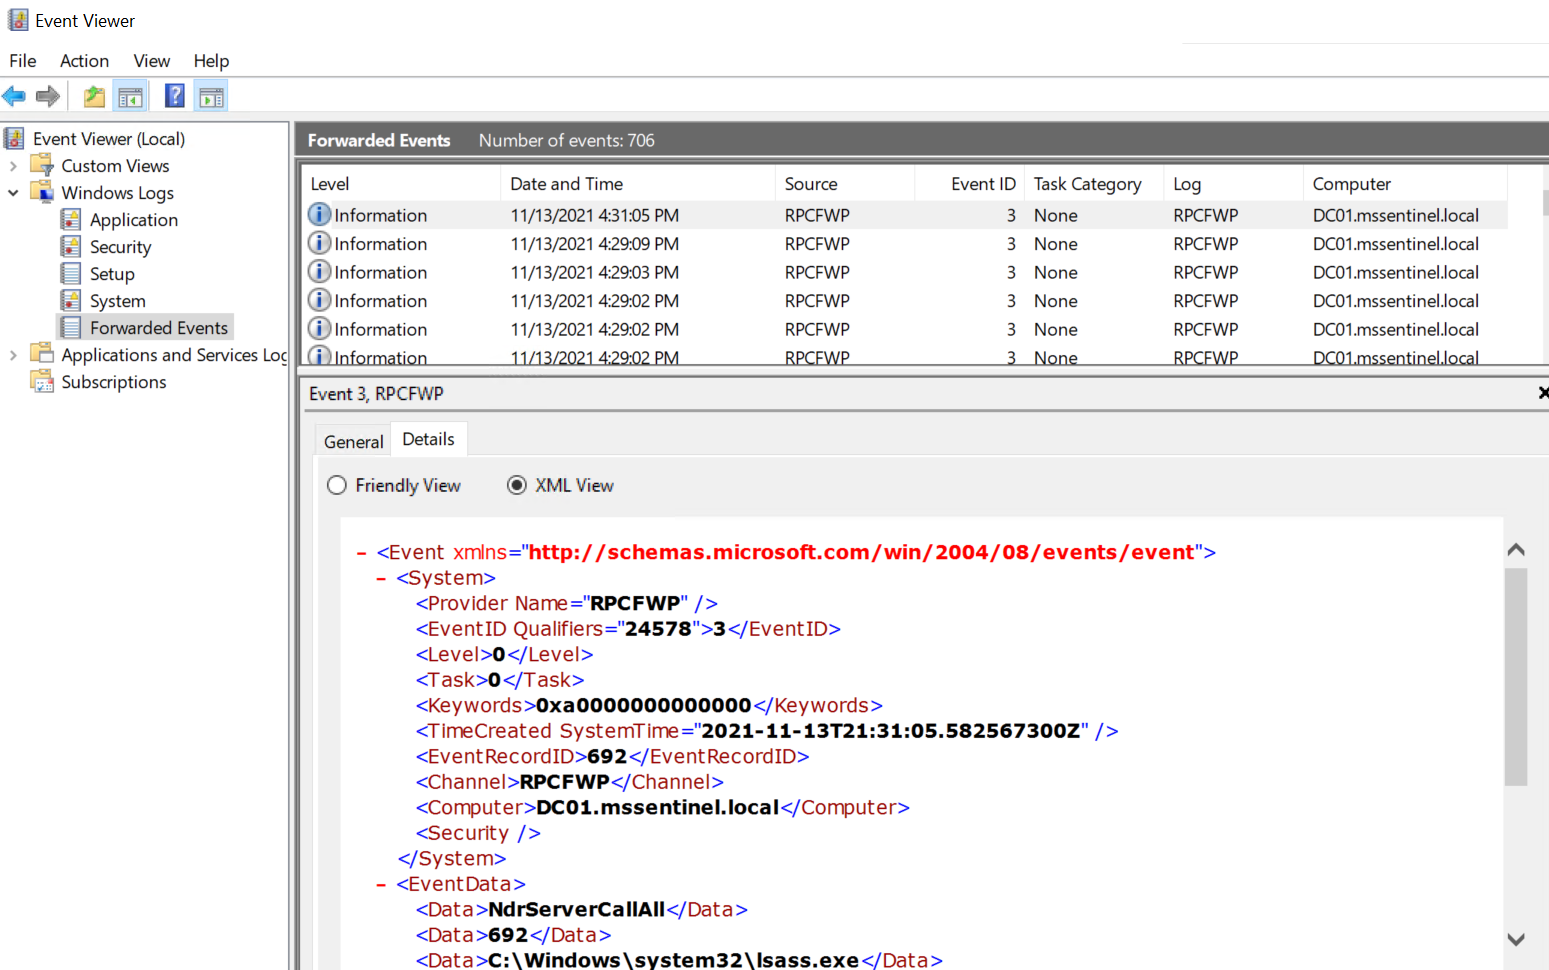 Event Viewer
File Action View Help
Event Viewer (Local)
Custom Views
Windows Logs
Application
Security
Setup
System
Forwarded Events
Applications and Services Log
Subscriptions
Forwarded Events Number of events: 706
Level Date and Time Source Event ID Task Category Log Computer
Information 11/13/2021 4:31:05 PM RPCFWP 3 None RPCFWP DC01.mssentinel.local
Information 11/13/2021 4:29:09 PM RPCFWP 3 None RPCFWP DC01.mssentinel.local
Information 11/13/2021 4:29:03 PM RPCFWP 3 None RPCFWP DC01.mssentinel.local
Information 11/13/2021 4:29:02 PM RPCFWP 3 None RPCFWP DC01.mssentinel.local
Information 11/13/2021 4:29:02 PM RPCFWP 3 None RPCFWP DC01.mssentinel.local
Information 11/13/2021 4:29:02 PM RPCFWP 3 None RPCFWP DC01.mssentinel.local
Event 3, RPCFWP
General Details
Friendly View XML View
- <Event xmlns="http://schemas.microsoft.com/win/2004/08/events/event">
- <System>
<Provider Name="RPCFWP" />
<EventID Qualifiers="24578">3</EventID>
<Level>0</Level>
<Task>0</Task>
<Keywords>0xa0000000000000</Keywords>
<TimeCreated SystemTime="2021-11-13T21:31:05.582567300Z" />
<EventRecordID>692</EventRecordID>
<Channel>RPCFWP</Channel>
<Computer>DC01.mssentinel.local</Computer>
<Security />
</System>
- <EventData>
<Data>NdrServerCallAll</Data>
<Data>692</Data>
<Data>C:\Windows\system32\lsass.exe</Data>